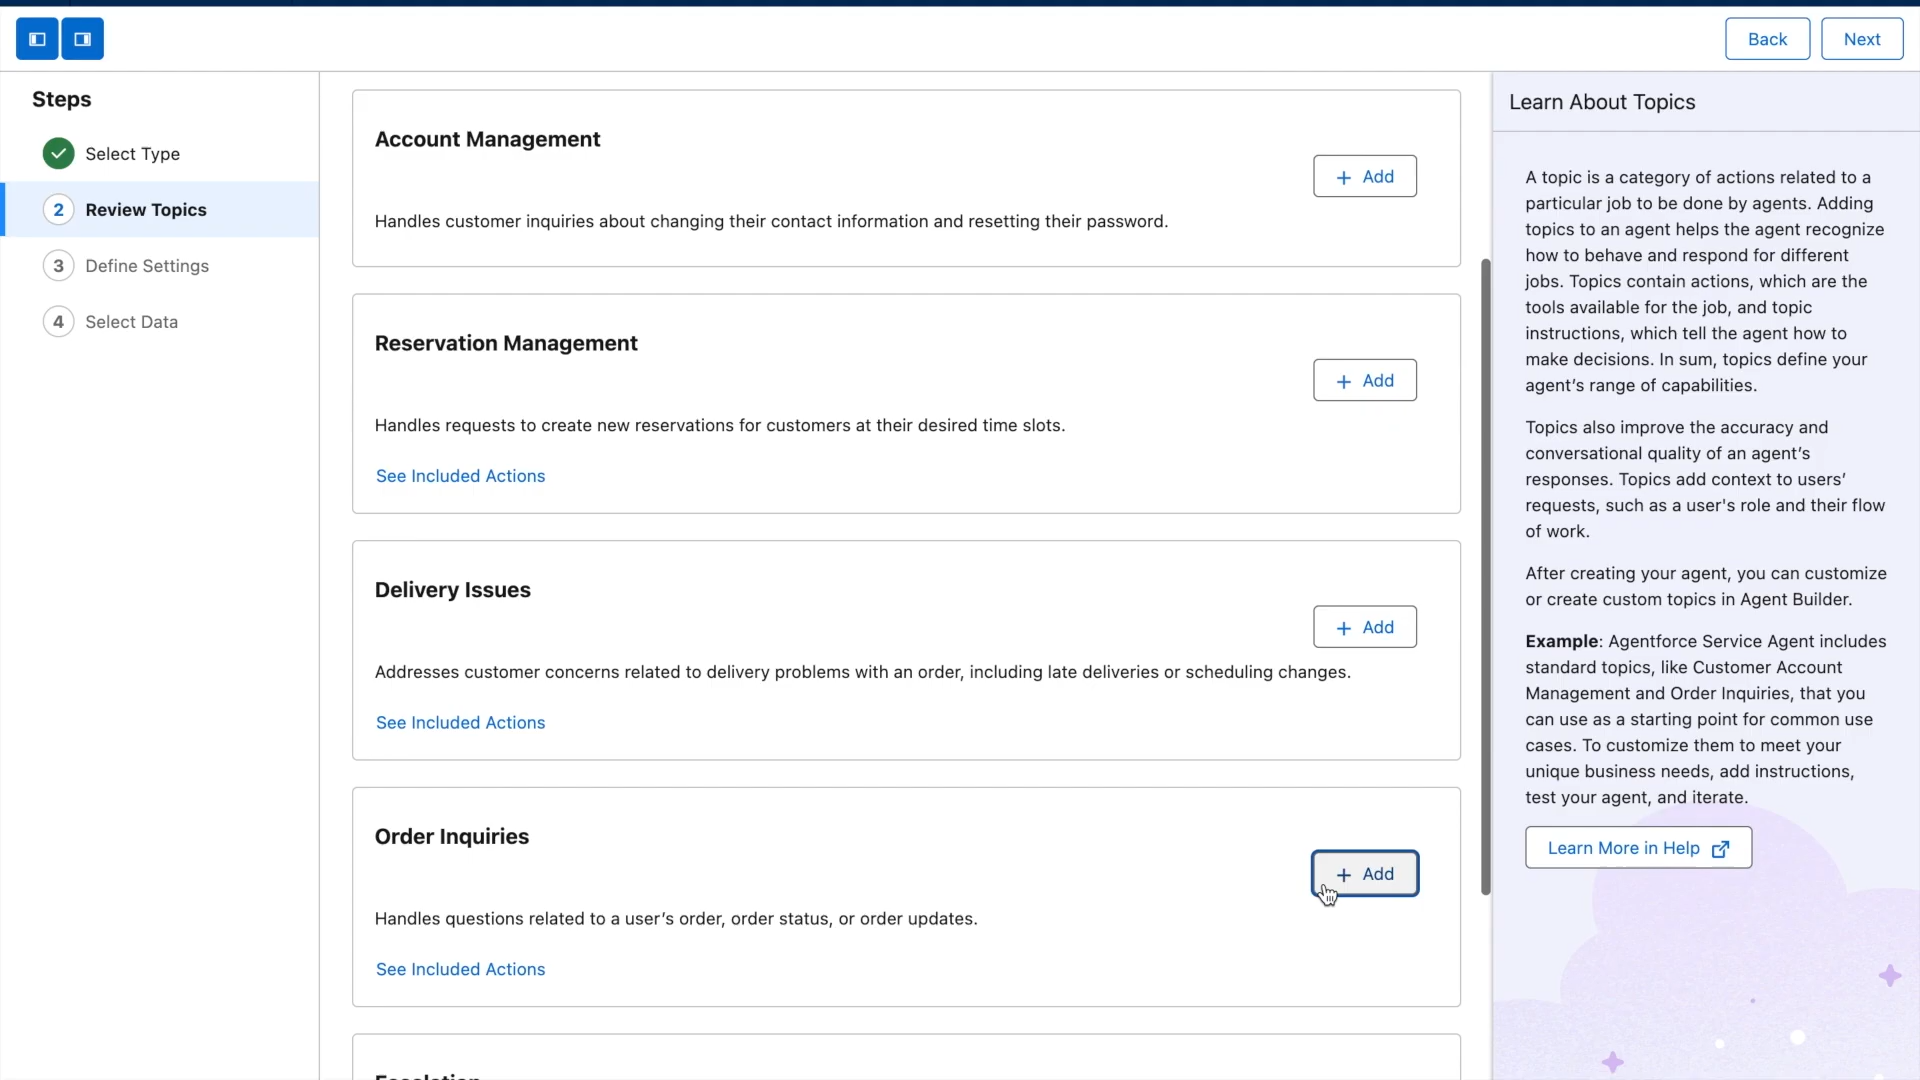 Back
Next
Steps
Select Type
2
Review Topics
3
Define Settings
4
Select Data
Account Management
Add
Handles customer inquiries about changing their contact information and resetting their password.
Reservation Management
Add
Handles requests to create new reservations for customers at their desired time slots.
See Included Actions
Delivery Issues
Add
Addresses customer concerns related to delivery problems with an order, including late deliveries or scheduling changes.
See Included Actions
Order Inquiries
Add
Handles questions related to a user’s order, order status, or order updates.
See Included Actions
Escalation
Learn About Topics
A topic is a category of actions related to a
particular job to be done by agents. Adding
topics to an agent helps the agent recognize
how to behave and respond for different
jobs. Topics contain actions, which are the
tools available for the job, and topic
instructions, which tell the agent how to
make decisions. In sum, topics define your
agent’s range of capabilities.
Topics also improve the accuracy and
conversational quality of an agent’s
responses. Topics add context to users’
requests, such as a user's role and their flow
of work.
After creating your agent, you can customize
or create custom topics in Agent Builder.
Example: Agentforce Service Agent includes
standard topics, like Customer Account
Management and Order Inquiries, that you
can use as a starting point for common use
cases. To customize them to meet your
unique business needs, add instructions,
test your agent, and iterate.
Learn More in Help